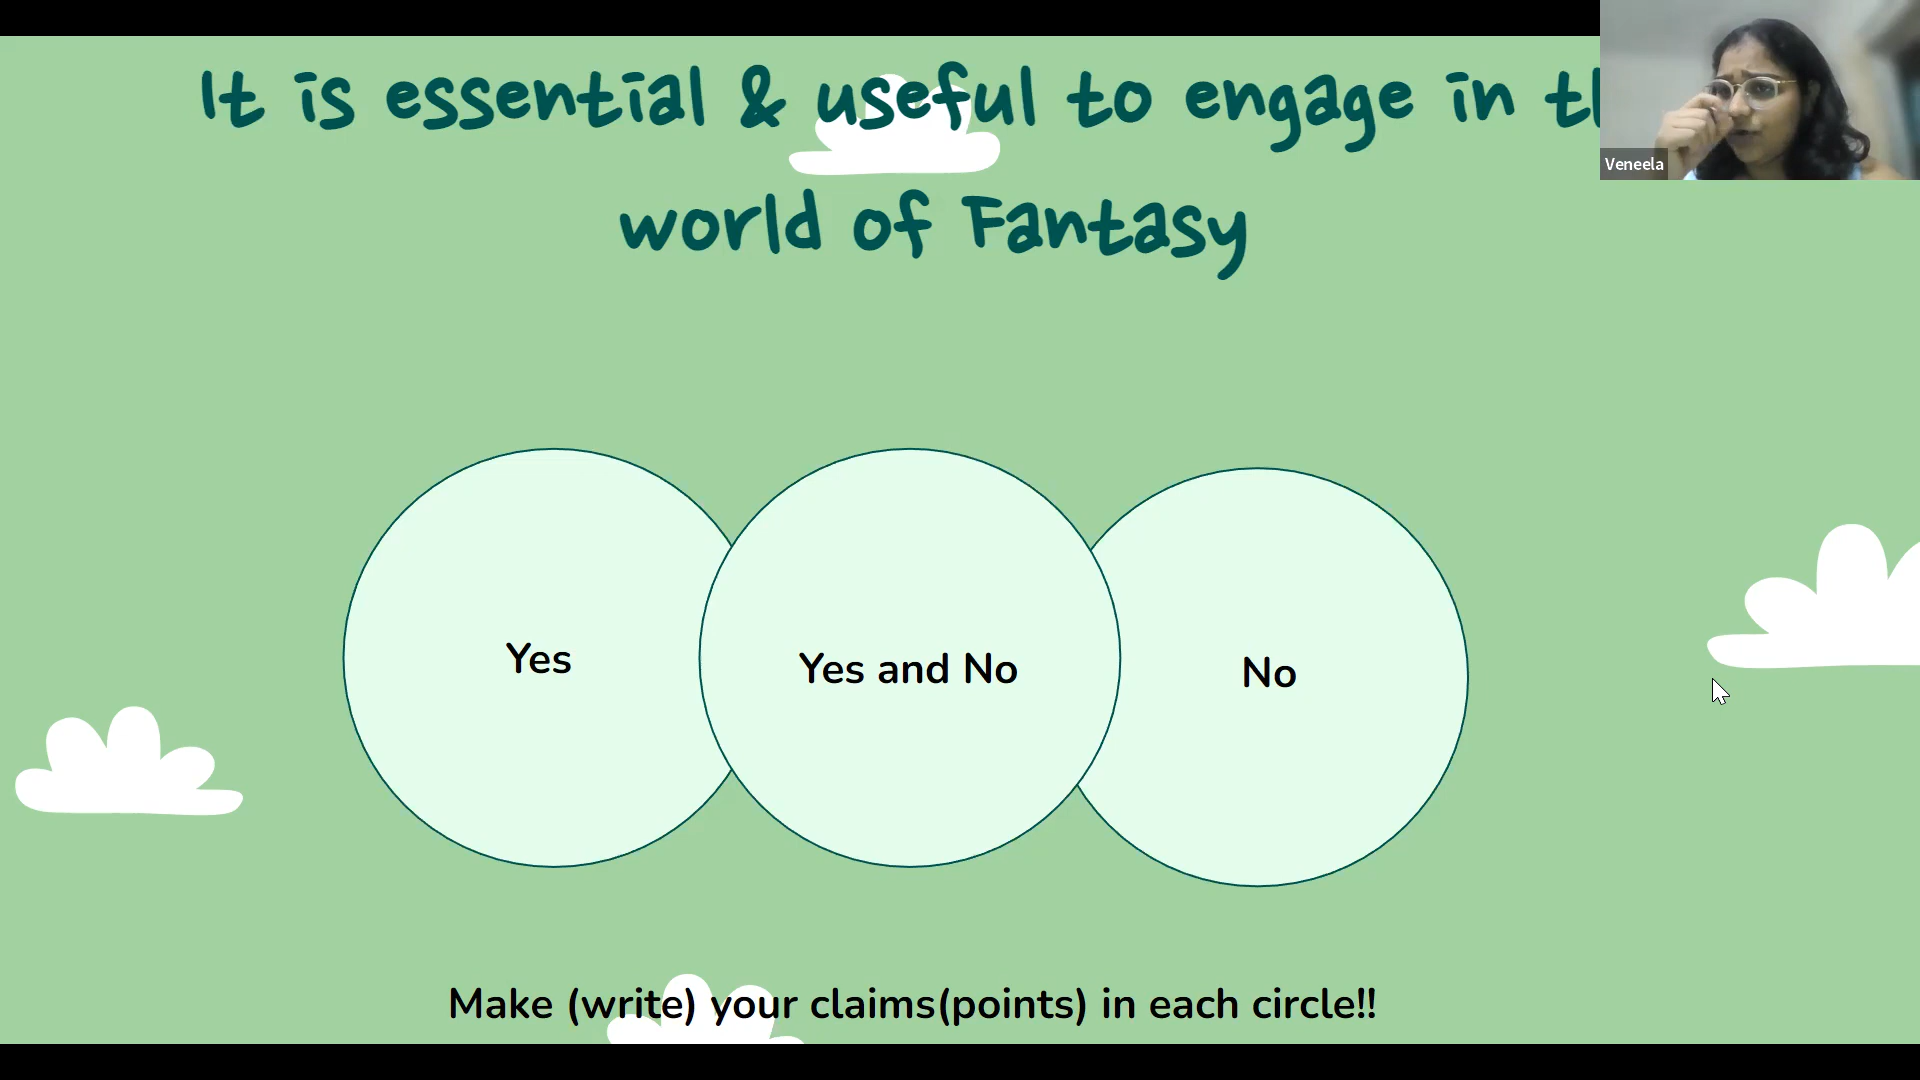 It is essential & useful to engage in
world of Fantasy
Veneela
Yes
Yes and No
No
Make (write) your claims(points) in each circle!!